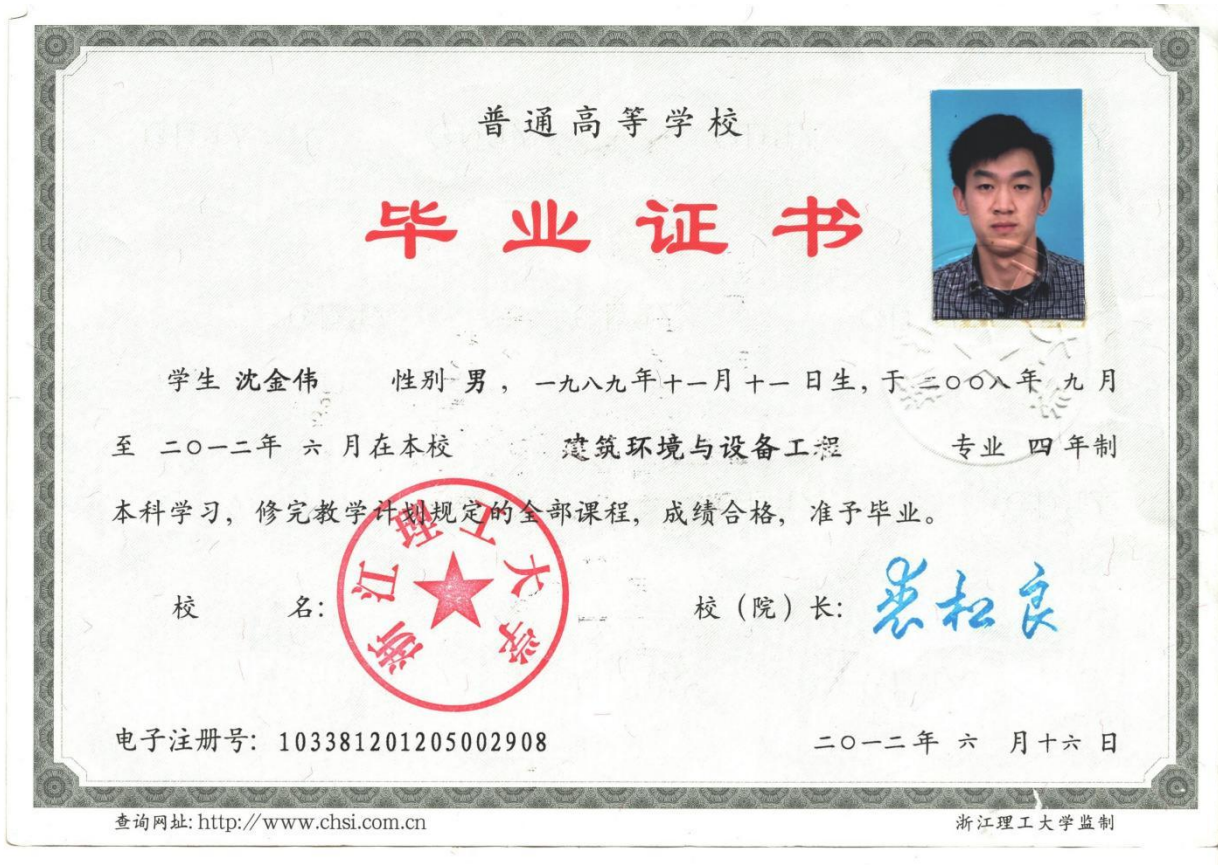 普通高等学校
毕业证书
学生 沈金伟 性别 男 ， 一九八九年十一月十一日生，于 二〇〇八年 九 月
至 二〇一二年 六 月在本校 建筑环境与设备工程 专业 四 年制
本科学习，修完教学计划规定的全部课程，成绩合格，准予毕业。
校 名：
浙江理工大学
校（院）长：
裘松良
电子注册号：103381201205002908
二〇一二年 六 月十六 日
查询网址：http://www.chsi.com.cn
浙江理工大学监制